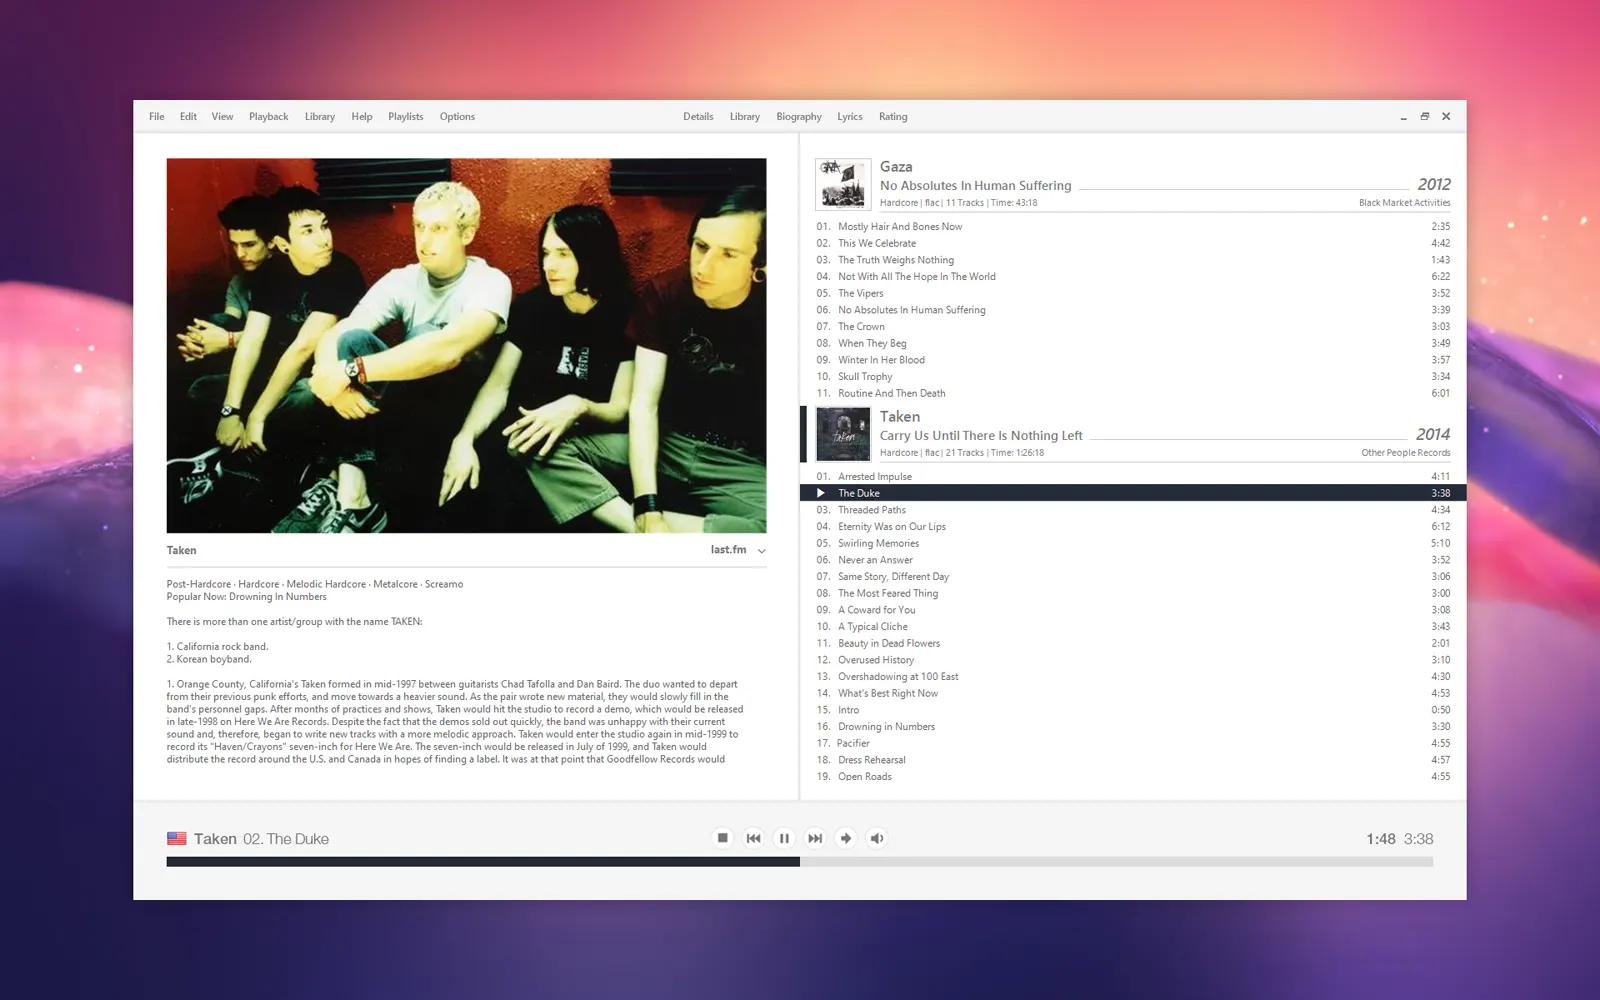 File Edit View Playback Library Help Playlists Options
Details Library Biography Lyrics Rating
Taken
last.fm
Post-Hardcore · Hardcore · Melodic Hardcore · Metalcore · Screamo
Popular Now: Drowning In Numbers
There is more than one artist/group with the name TAKEN:
1. California rock band.
2. Korean boyband.
1. Orange County, California's Taken formed in mid-1997 between guitarists Chad Tafolla and Dan Baird. The duo wanted to depart
from their previous punk efforts, and move towards a heavier sound. As the pair wrote new material, they would slowly fill in the
band's personnel gaps. After months of practices and shows, Taken would hit the studio to record a demo, which would be released
in late-1998 on Here We Are Records. Despite the fact that the demos sold out quickly, the band was unhappy with their current
sound and, therefore, began to write new tracks with a more melodic approach. Taken would enter the studio again in mid-1999 to
record its "Haven/Crayons" seven-inch for Here We Are. The seven-inch would be released in July of 1999, and Taken would
distribute the record around the U.S. and Canada in hopes of finding a label. It was at that point that Goodfellow Records would
Gaza
No Absolutes In Human Suffering 2012
Hardcore | flac | 11 Tracks | Time: 43:18 Black Market Activities
01. Mostly Hair And Bones Now 2:35
02. This We Celebrate 4:42
03. The Truth Weighs Nothing 1:43
04. Not With All The Hope In The World 6:22
05. The Vipers 3:52
06. No Absolutes In Human Suffering 3:39
07. The Crown 3:03
08. When They Beg 3:49
09. Winter In Her Blood 3:57
10. Skull Trophy 3:34
11. Routine And Then Death 6:01
taken
Taken
Carry Us Until There Is Nothing Left 2014
Hardcore | flac | 21 Tracks | Time: 1:26:18 Other People Records
01. Arrested Impulse 4:11
The Duke 3:38
03. Threaded Paths 4:34
04. Eternity Was on Our Lips 6:12
05. Swirling Memories 5:10
06. Never an Answer 3:52
07. Same Story, Different Day 3:06
08. The Most Feared Thing 3:00
09. A Coward for You 3:08
10. A Typical Cliche 3:43
11. Beauty in Dead Flowers 2:01
12. Overused History 3:10
13. Overshadowing at 100 East 4:30
14. What's Best Right Now 4:53
15. Intro 0:50
16. Drowning in Numbers 3:30
17. Pacifier 4:55
18. Dress Rehearsal 4:57
19. Open Roads 4:55
Taken 02. The Duke
1:48 3:38